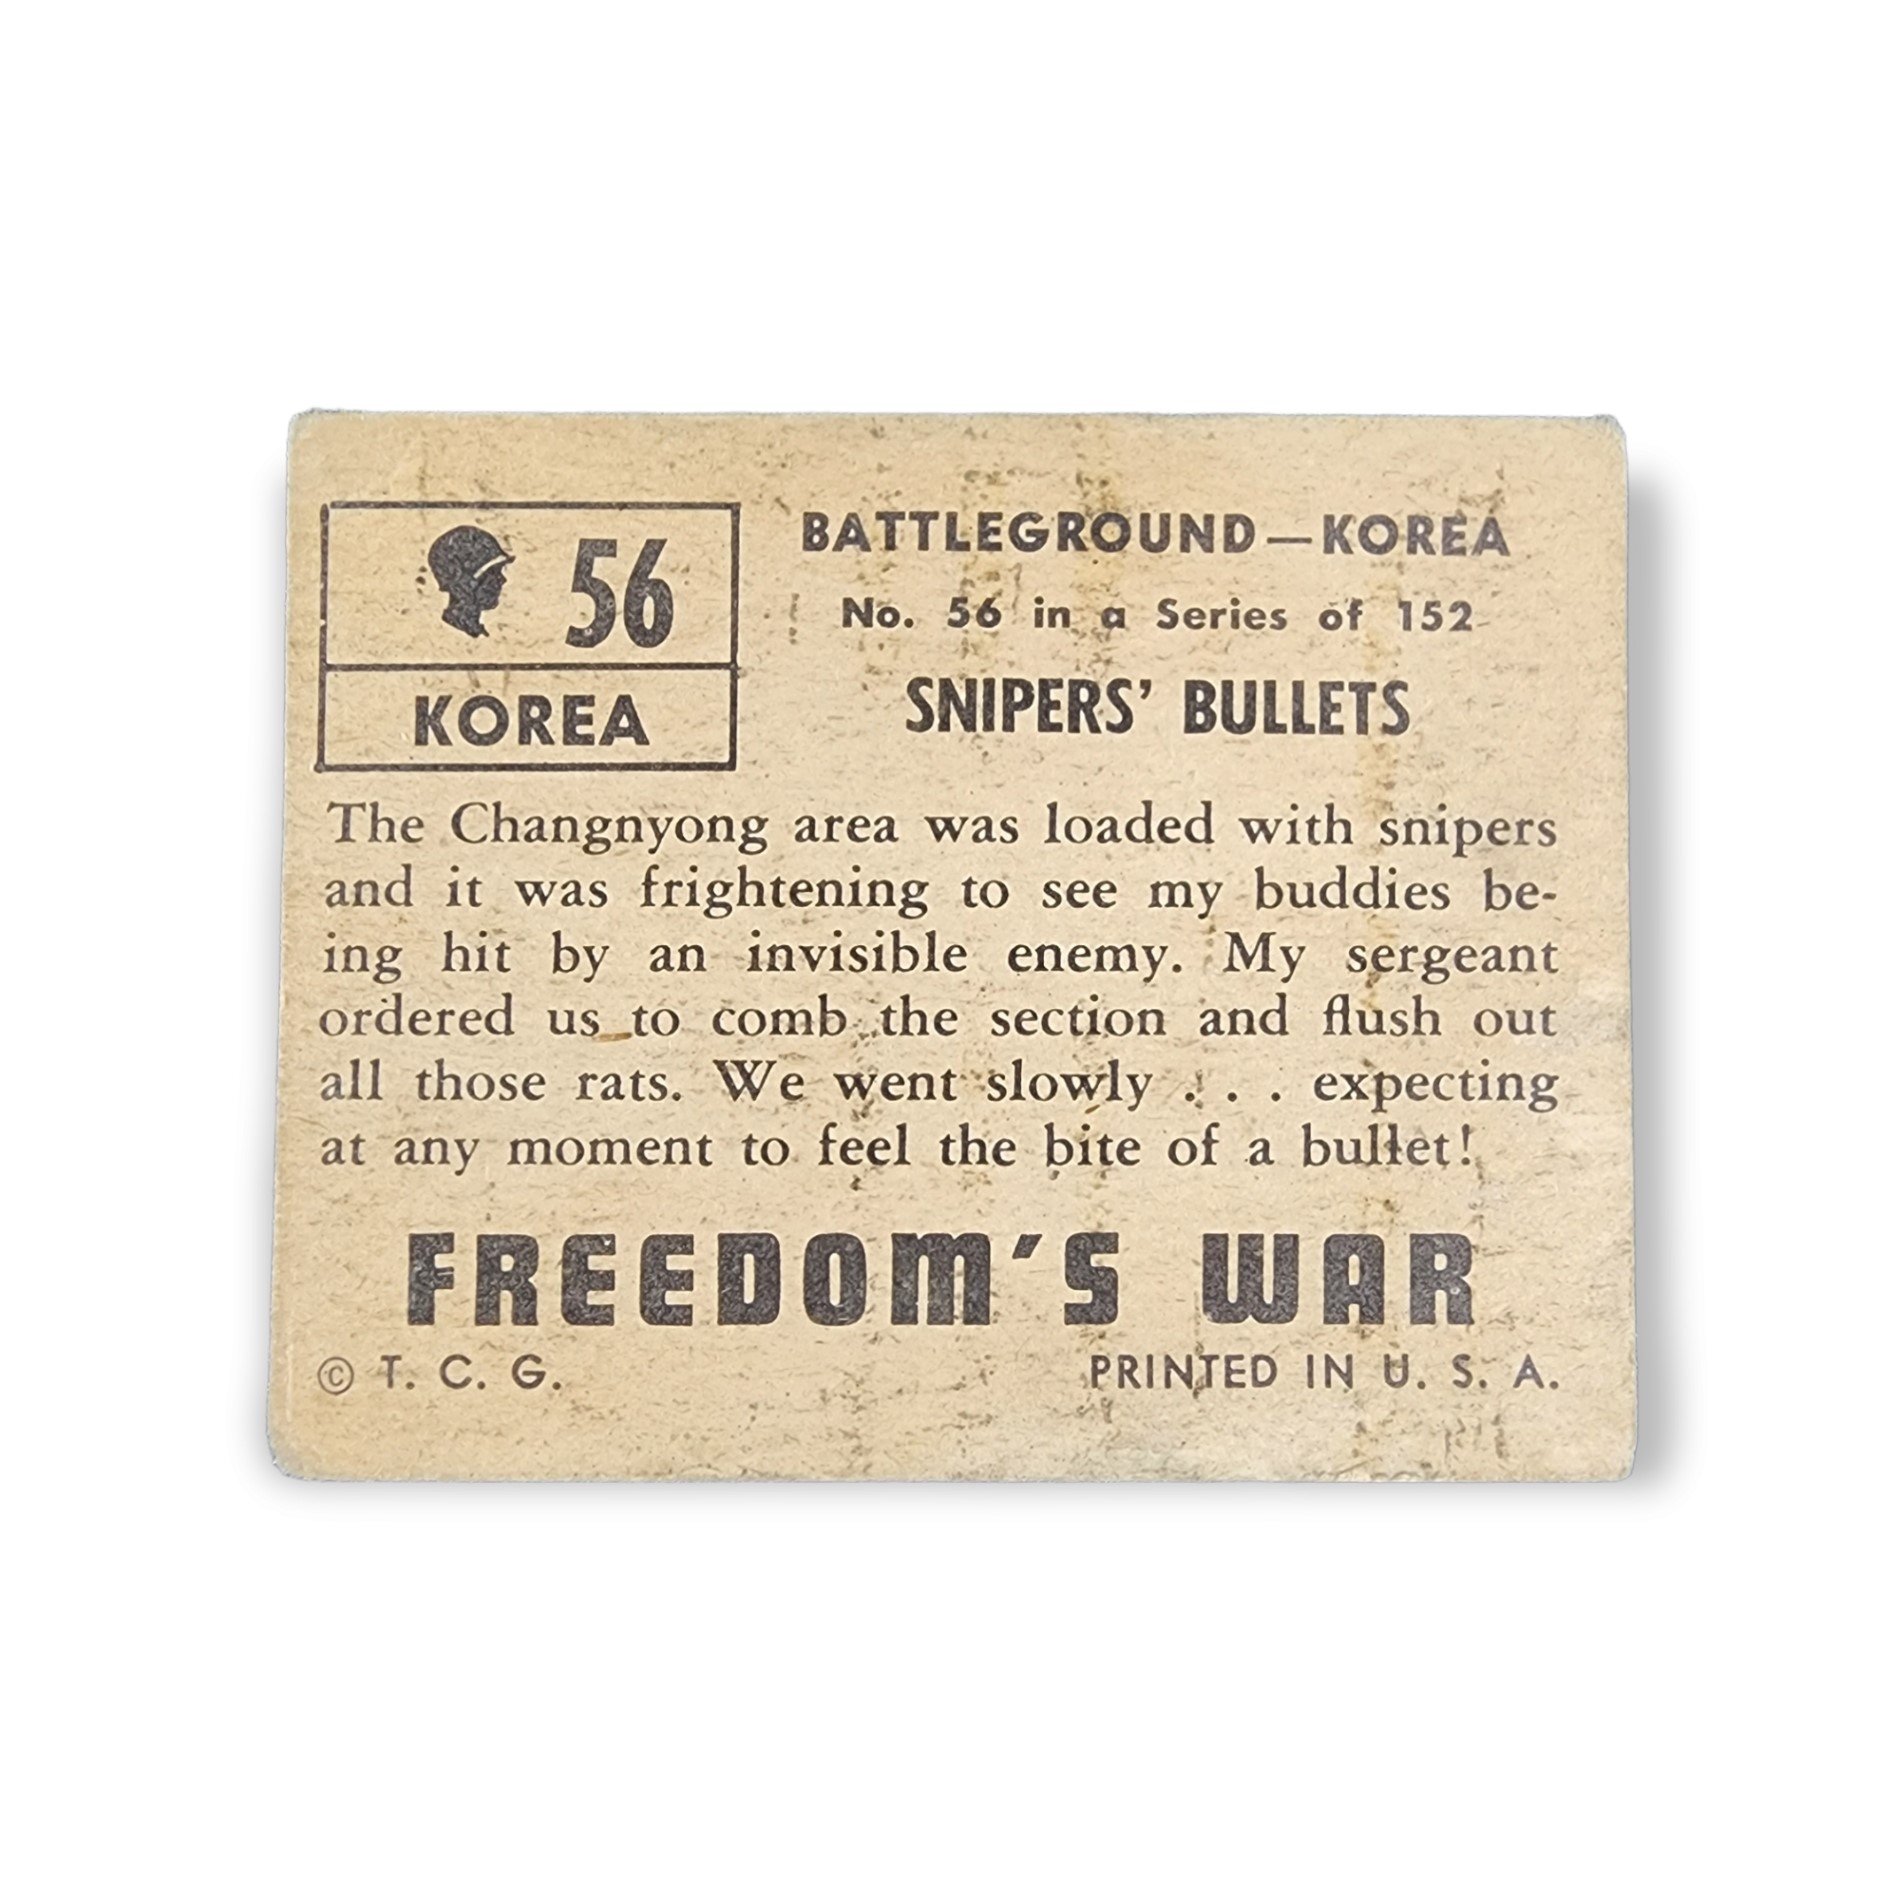 56
KOREA
BATTLEGROUND—KOREA
No. 56 in a Series of 152
SNIPERS' BULLETS
The Changnyong area was loaded with snipers
and it was frightening to see my buddies be-
ing hit by an invisible enemy. My sergeant
ordered us to comb the section and flush out
all those rats. We went slowly . . . expecting
at any moment to feel the bite of a bullet!
FREEDOM'S WAR
© T. C. G.
PRINTED IN U. S. A.